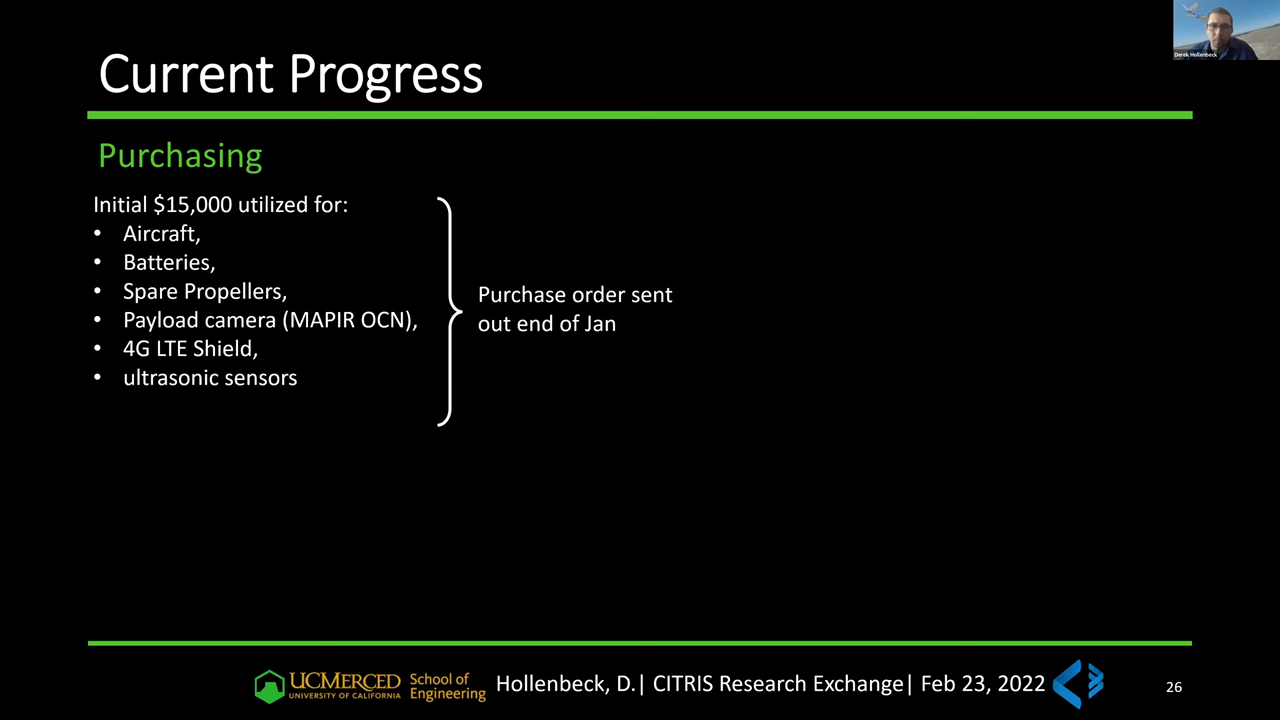 Derek Hollenbeck
Current Progress
Purchasing
Initial $15,000 utilized for:
• Aircraft,
• Batteries,
• Spare Propellers,
• Payload camera (MAPIR OCN),
• 4G LTE Shield,
• ultrasonic sensors
Purchase order sent
out end of Jan
UCMERCED
UNIVERSITY OF CALIFORNIA
School of
Engineering
Hollenbeck, D.| CITRIS Research Exchange| Feb 23, 2022
26